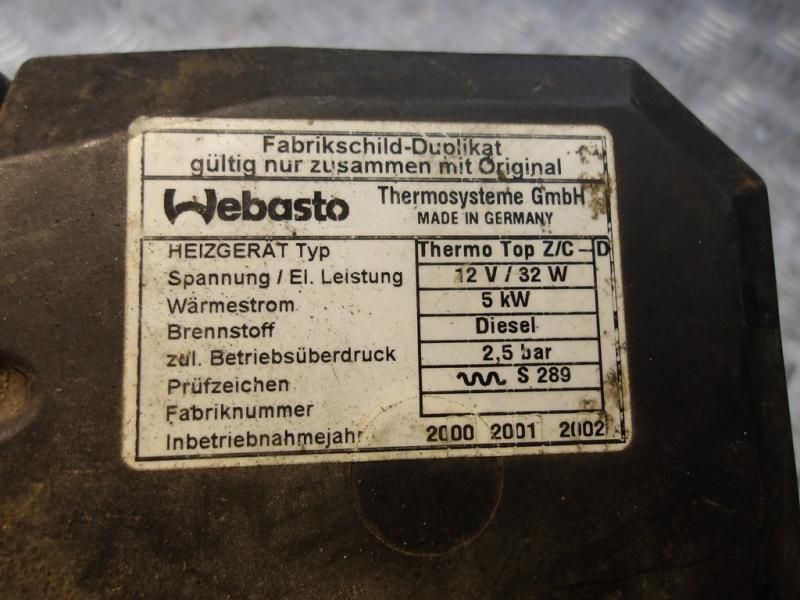 Fabrikschild-Duplikat
gültig nur zusammen mit Original
Webasto Thermosysteme GmbH
MADE IN GERMANY
HEIZGERÄT Typ Thermo Top Z/C - D
Spannung / El. Leistung 12 V / 32 W
Wärmestrom 5 kW
Brennstoff Diesel
zul. Betriebsüberdruck 2,5 bar
Prüfzeichen S 289
Fabriknummer
Inbetriebnahmejahr 2000 2001 2002